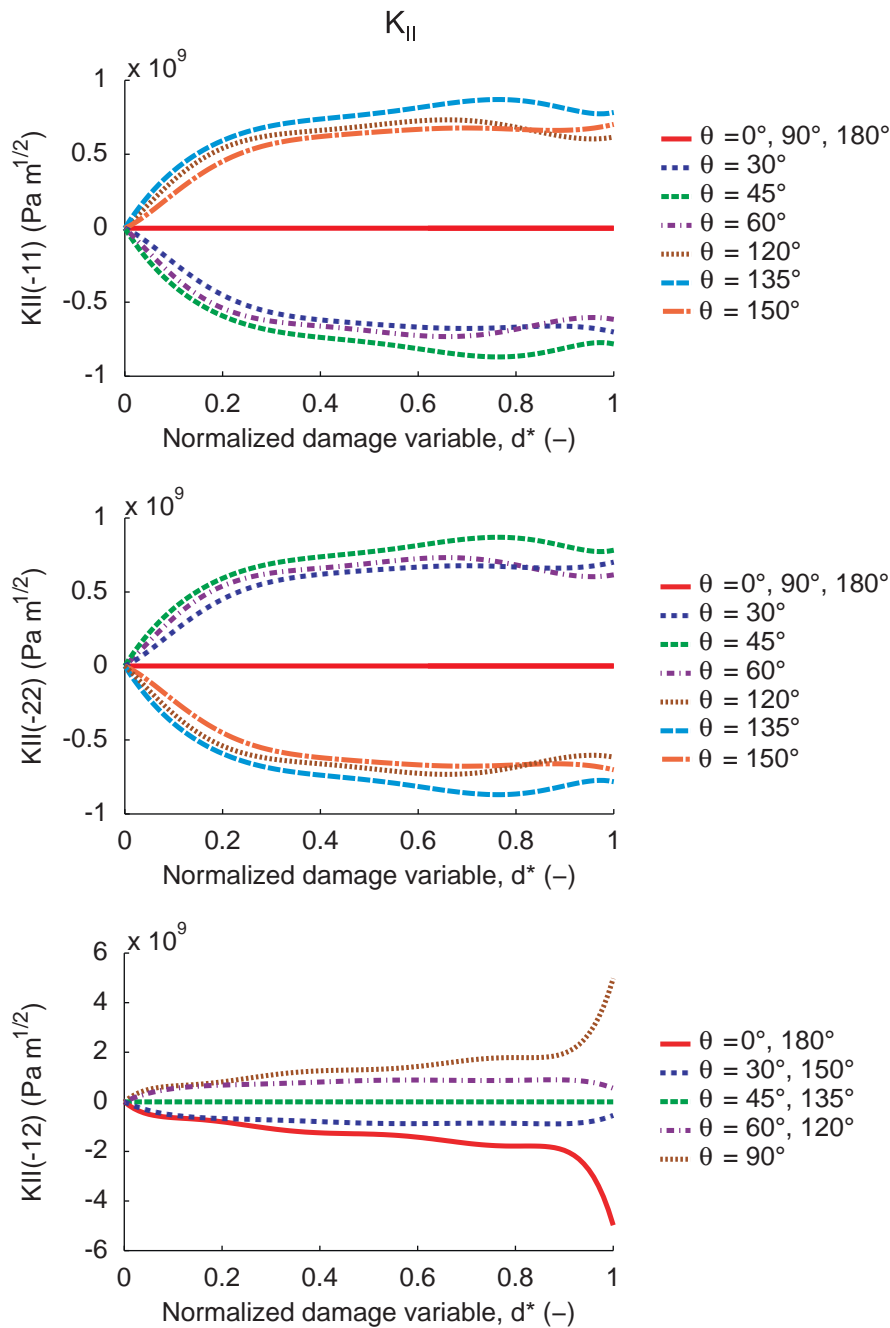 K_II
x 10^9
1
0.5
0
-0.5
-1
KII(-11) (Pa m^1/2)
0 0.2 0.4 0.6 0.8 1
Normalized damage variable, d* (–)
θ =0°, 90°, 180°
θ = 30°
θ = 45°
θ = 60°
θ = 120°
θ = 135°
θ = 150°
x 10^9
1
0.5
0
-0.5
-1
KII(-22) (Pa m^1/2)
0 0.2 0.4 0.6 0.8 1
Normalized damage variable, d* (–)
θ =0°, 90°, 180°
θ = 30°
θ = 45°
θ = 60°
θ = 120°
θ = 135°
θ = 150°
x 10^9
6
4
2
0
-2
-4
-6
KII(-12) (Pa m^1/2)
0 0.2 0.4 0.6 0.8 1
Normalized damage variable, d* (–)
θ =0°, 180°
θ = 30°, 150°
θ = 45°, 135°
θ = 60°, 120°
θ = 90°